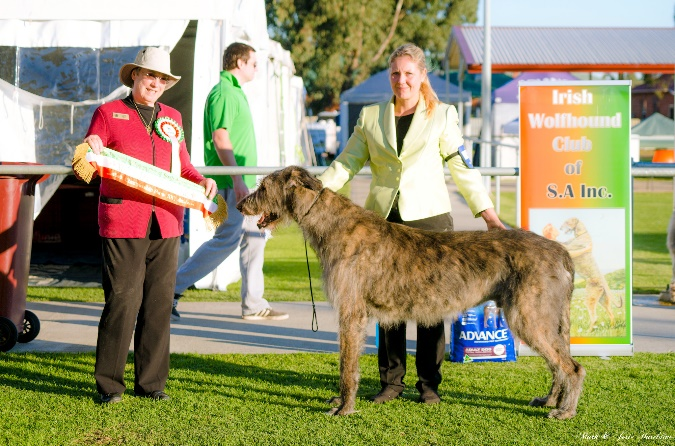 Irish
Wolfhound
Club
of
S.A Inc.
ADVANCE